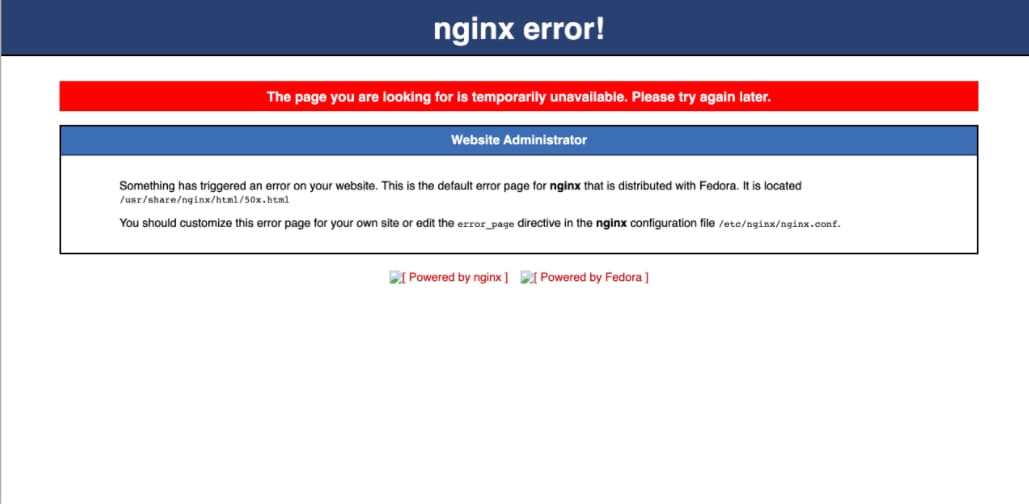 nginx error!
The page you are looking for is temporarily unavailable. Please try again later.
Website Administrator
Something has triggered an error on your website. This is the default error page for nginx that is distributed with Fedora. It is located
/usr/share/nginx/html/50x.html
You should customize this error page for your own site or edit the error_page directive in the nginx configuration file /etc/nginx/nginx.conf.
[ Powered by nginx ] [ Powered by Fedora ]